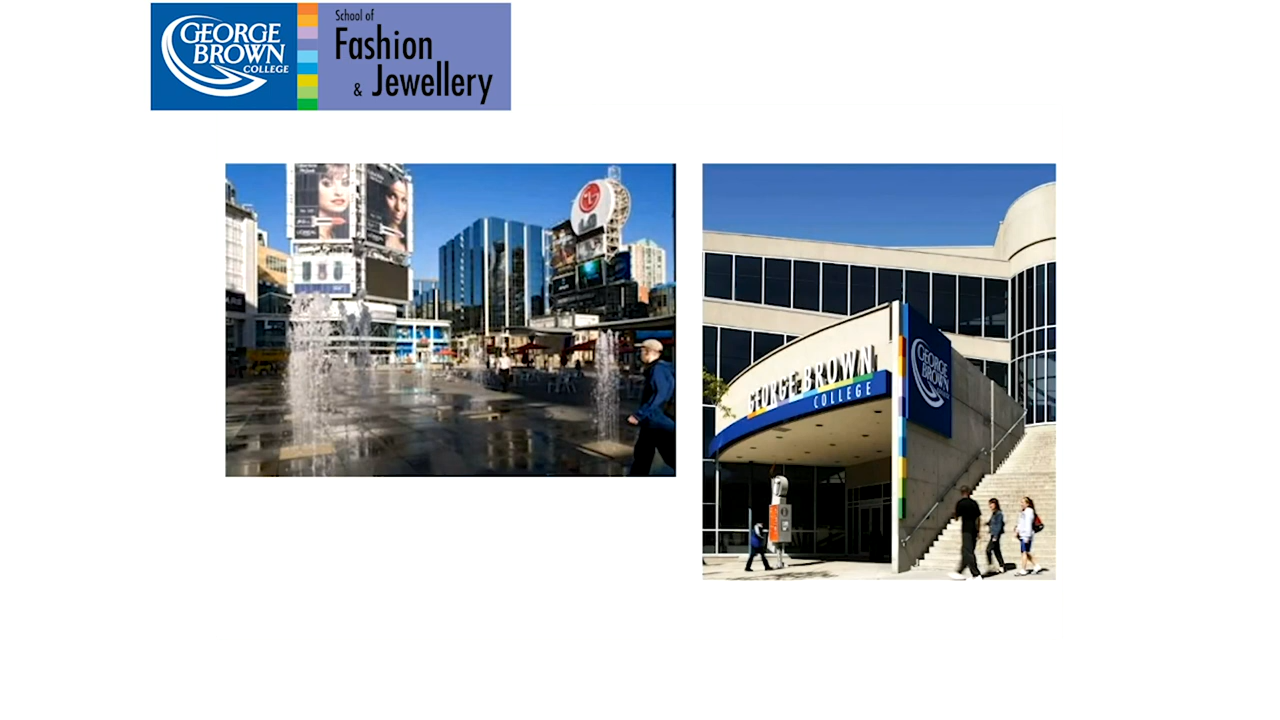 GEORGE
BROWN
COLLEGE
School of
Fashion
& Jewellery
LG
GEORGE BROWN
COLLEGE
GEORGE
BROWN